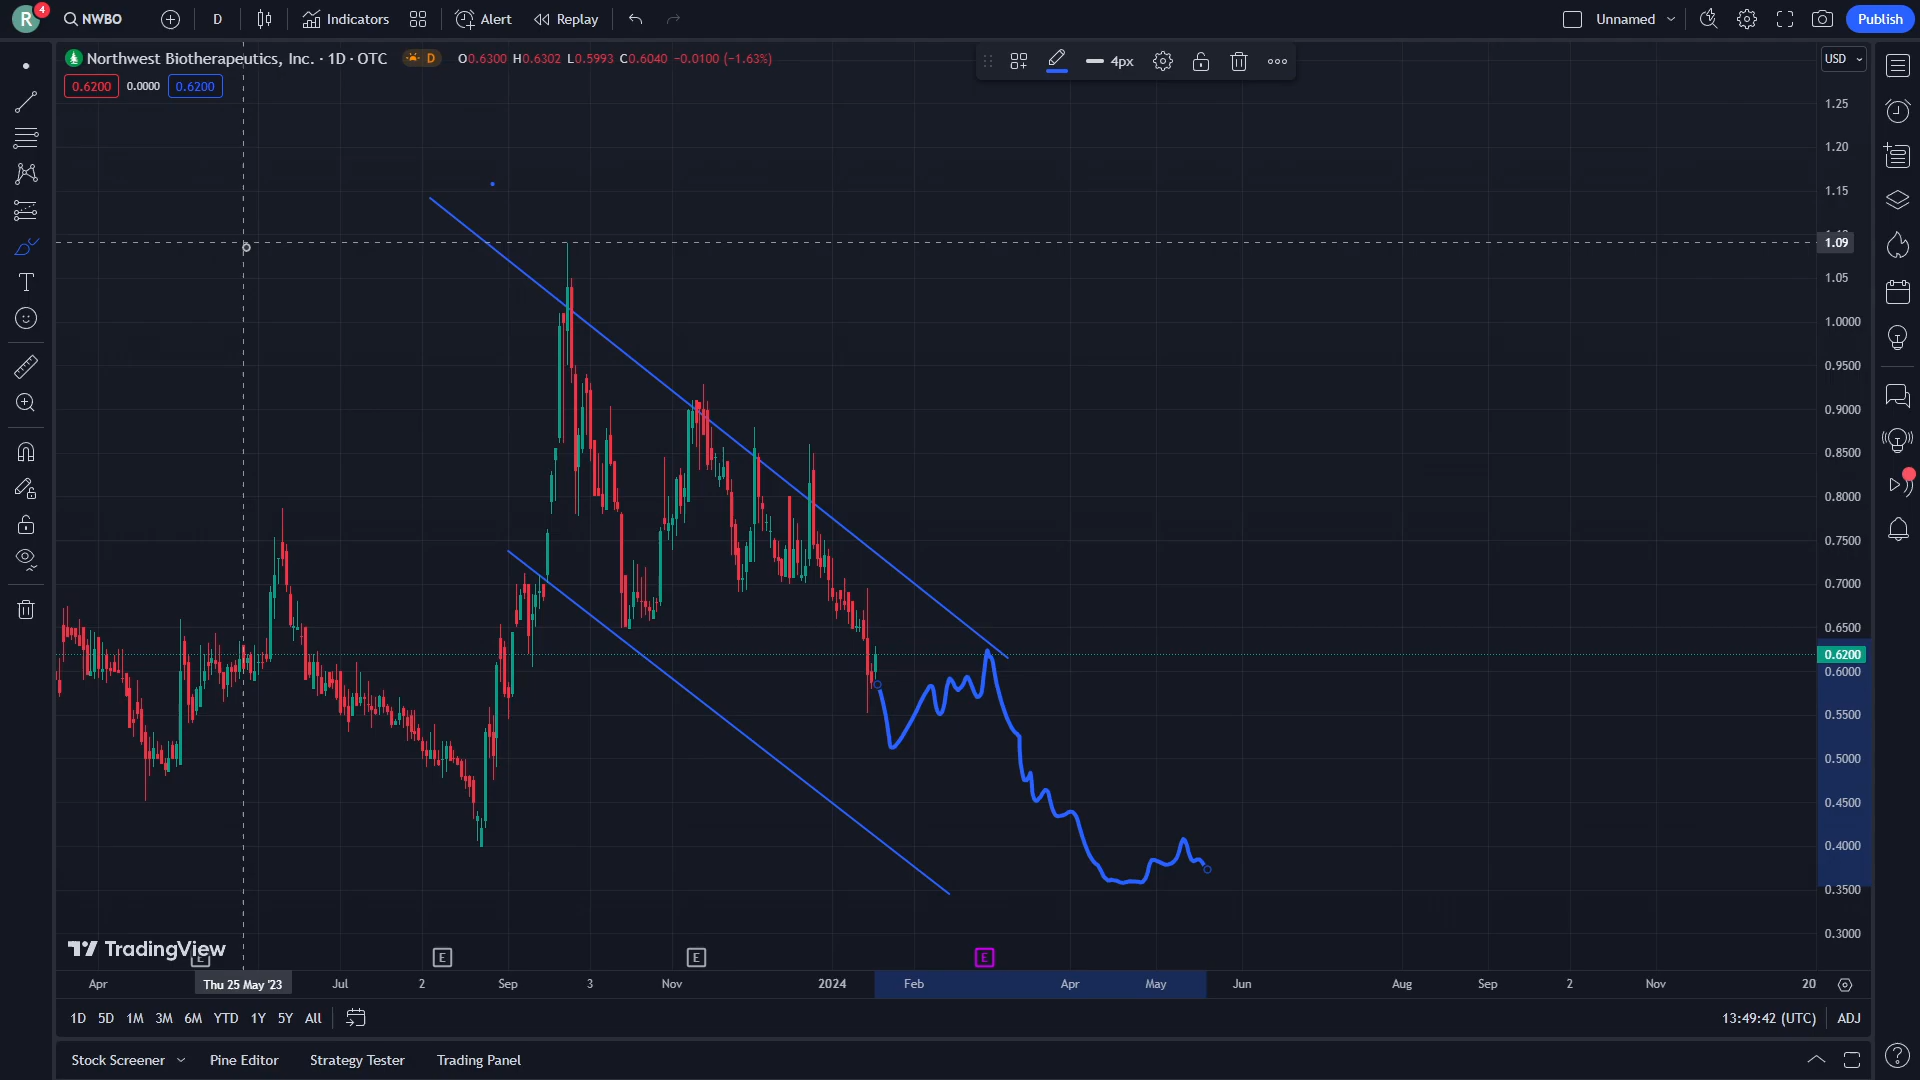 R 4 NWBO D Indicators Alert Replay Unnamed Publish
Northwest Biotherapeutics, Inc. · 1D · OTC D O0.6300 H0.6302 L0.5993 C0.6040 −0.0100 (−1.63%)
4px
USD
0.6200 0.0000 0.6200
1.25
1.20
1.15
1.09
1.05
1.0000
0.9500
0.9000
0.8500
0.8000
0.7500
0.7000
0.6500
0.6200
0.6000
0.5500
0.5000
0.4500
0.4000
0.3500
0.3000
TradingView
E E E E
Apr Thu 25 May '23 Jul 2 Sep 3 Nov 2024 Feb Apr May Jun Aug Sep 2 Nov 20
1D 5D 1M 3M 6M YTD 1Y 5Y All 13:49:42 (UTC) ADJ
Stock Screener Pine Editor Strategy Tester Trading Panel